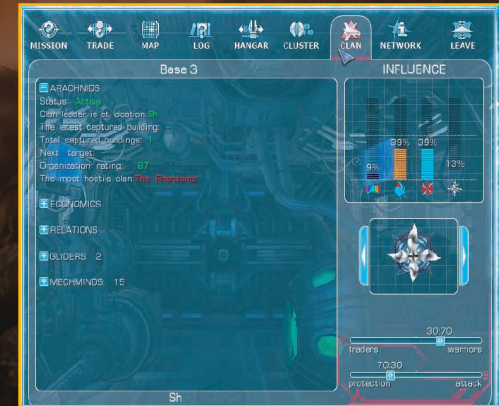 MISSION TRADE MAP LOG HANGAR CLUSTER CLAN NETWORK LEAVE
Base 3
INFLUENCE
ARACHNIDS
Status: Active
Clan leader is at location:Sh
The latest captured building: -
Total captured buildings: 1
Next target:
Organization rating: 87
The most hostile clan:The Phantoms
ECONOMICS
RELATIONS
GLIDERS: 2
MECHMINDS: 15
9% 39% 39% 13%
30:70
traders warriors
70:30
protection attack
Sh